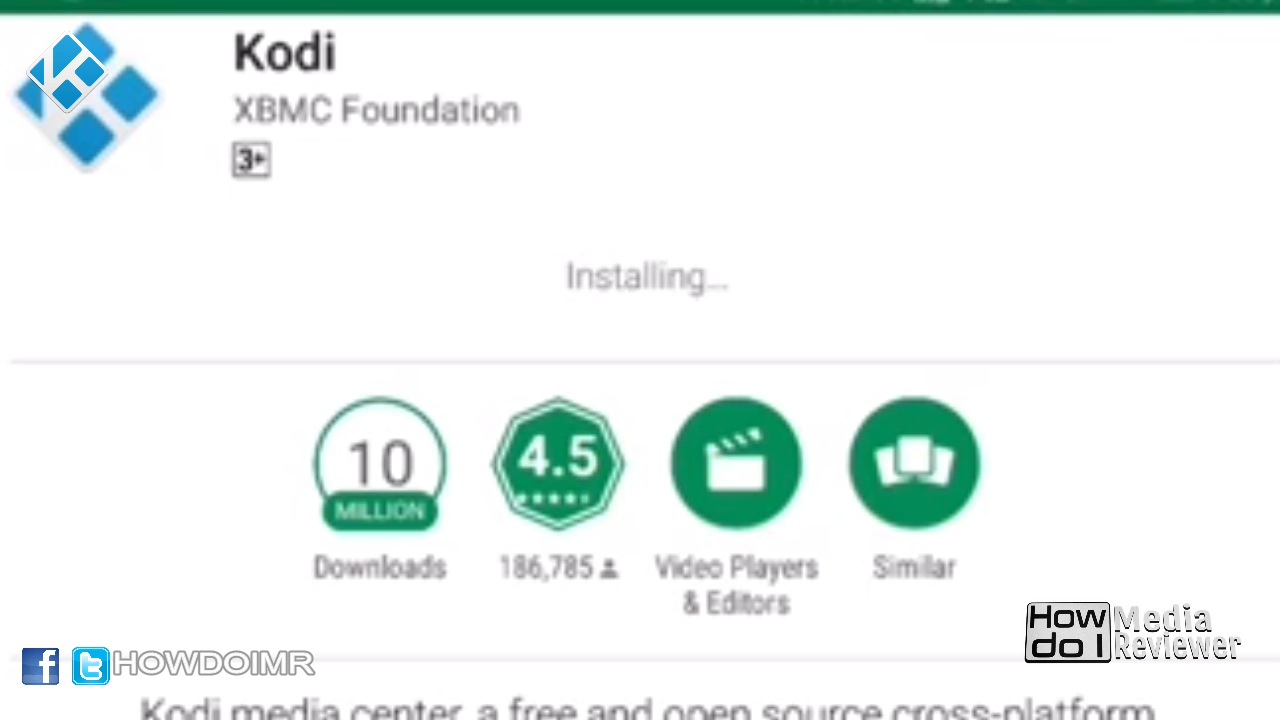 Kodi
XBMC Foundation
3+
Installing...
10
MILLION
4.5
Downloads
186,785
Video Players
& Editors
Similar
How
do I
Media
Reviewer
f
t
HOWDOIMR
Kodi media center, a free and open source cross-platform